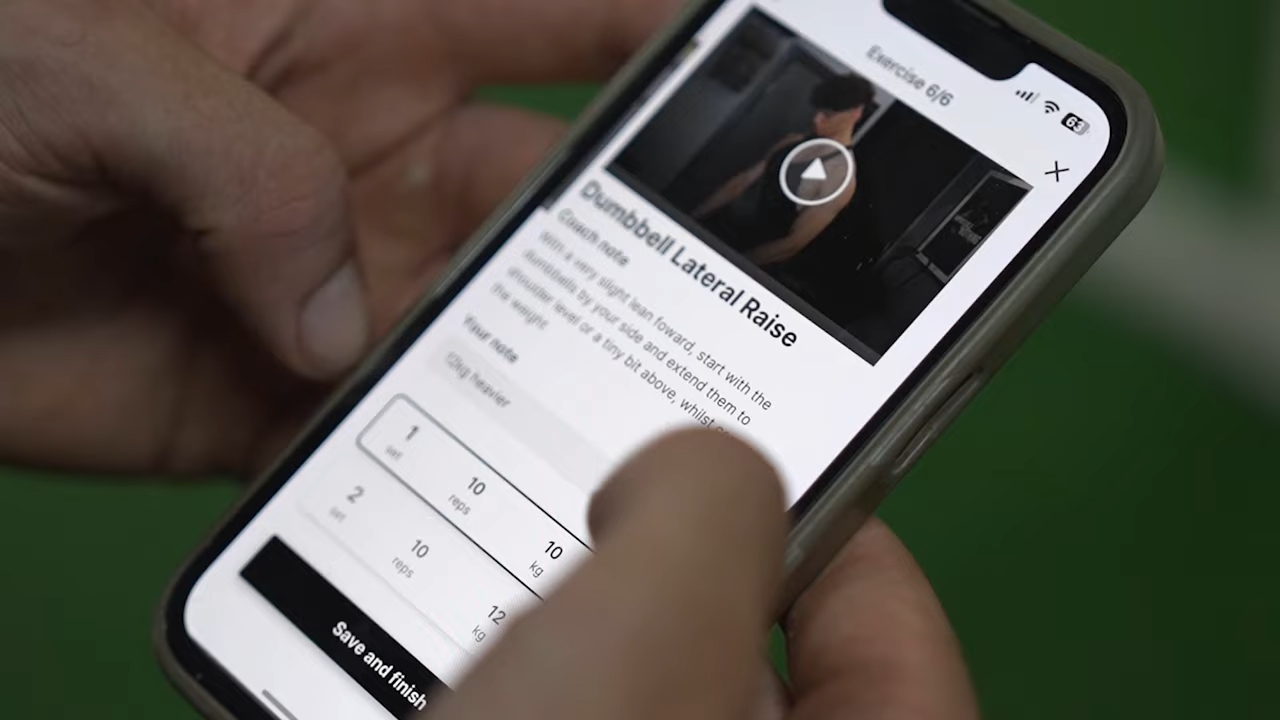 63
Exercise 6/6
Dumbbell Lateral Raise
Coach note
With a very slight lean foward, start with the
dumbbells by your side and extend them to
shoulder level or a tiny bit above, whilst
the weight
Your note
12kg heavier
1 set 10 reps 10 kg
2 set 10 reps 12 kg
Save and finish